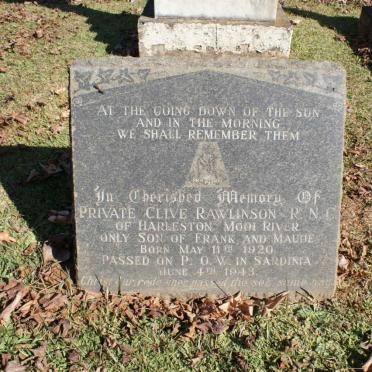 AT THE GOING DOWN OF THE SUN
AND IN THE MORNING
WE SHALL REMEMBER THEM
In Cherished Memory Of
PRIVATE CLIVE RAWLINSON R.N.C.
OF HARLESTON, MOOI RIVER
ONLY SON OF FRANK AND MAUDE
BORN MAY 11TH 1920
PASSED ON P.O.W. IN SARDINIA
JUNE 4TH 1943.
Christ our